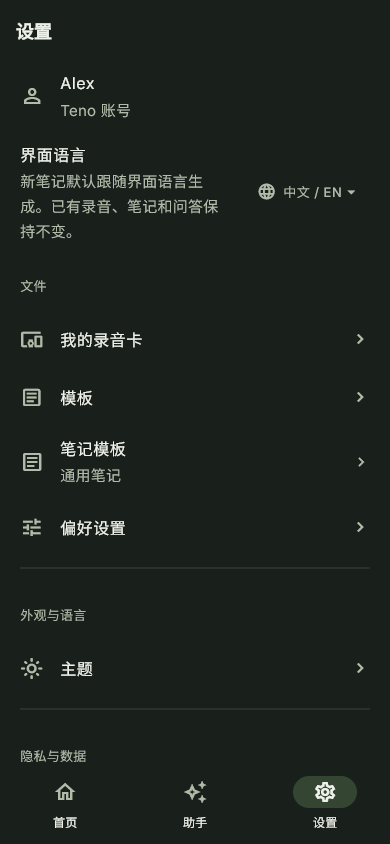 设置
Alex
Teno 账号
界面语言
新笔记默认跟随界面语言生
成。已有录音、笔记和问答保
持不变。
中文 / EN
文件
我的录音卡
模板
笔记模板
通用笔记
偏好设置
外观与语言
主题
隐私与数据
首页
助手
设置